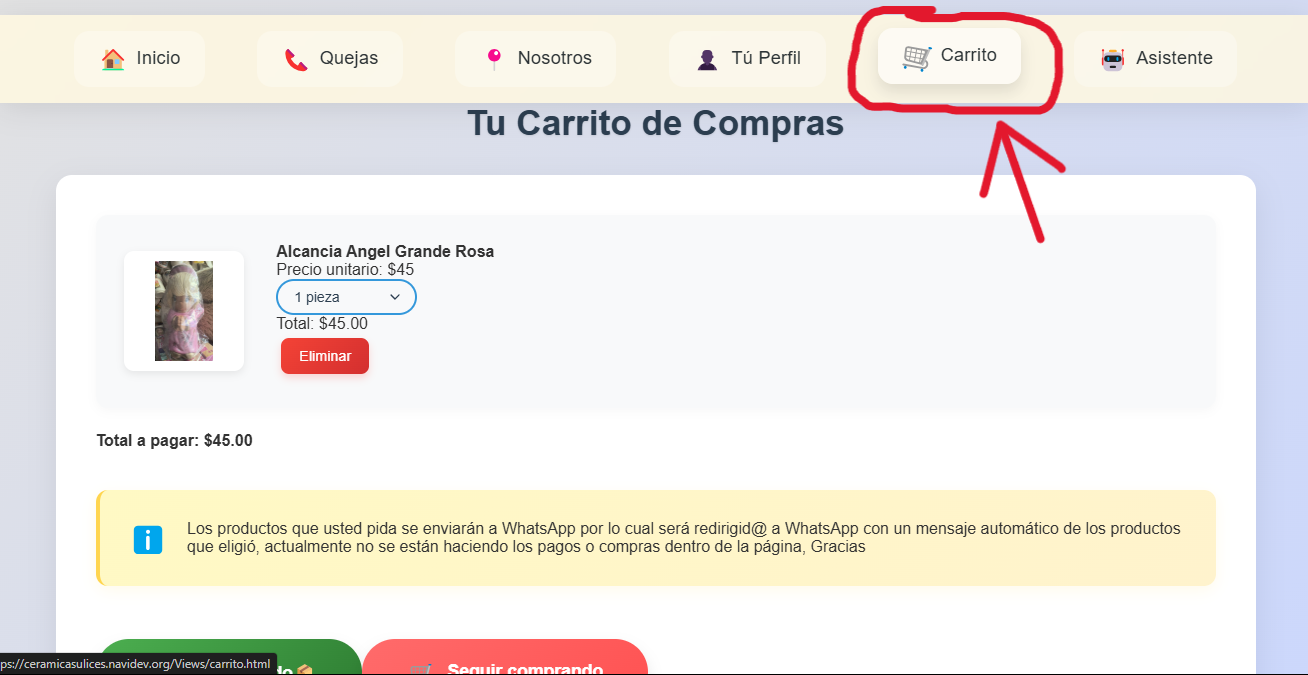 Inicio
Quejas
Nosotros
Tú Perfil
Carrito
Asistente
Tu Carrito de Compras
Alcancia Angel Grande Rosa
Precio unitario: $45
1 pieza
Total: $45.00
Eliminar
Total a pagar: $45.00
Los productos que usted pida se enviarán a WhatsApp por lo cual será redirigid@ a WhatsApp con un mensaje automático de los productos
que eligió, actualmente no se están haciendo los pagos o compras dentro de la página, Gracias
Seguir comprando
ps://ceramicasulices.navidev.org/Views/carrito.html